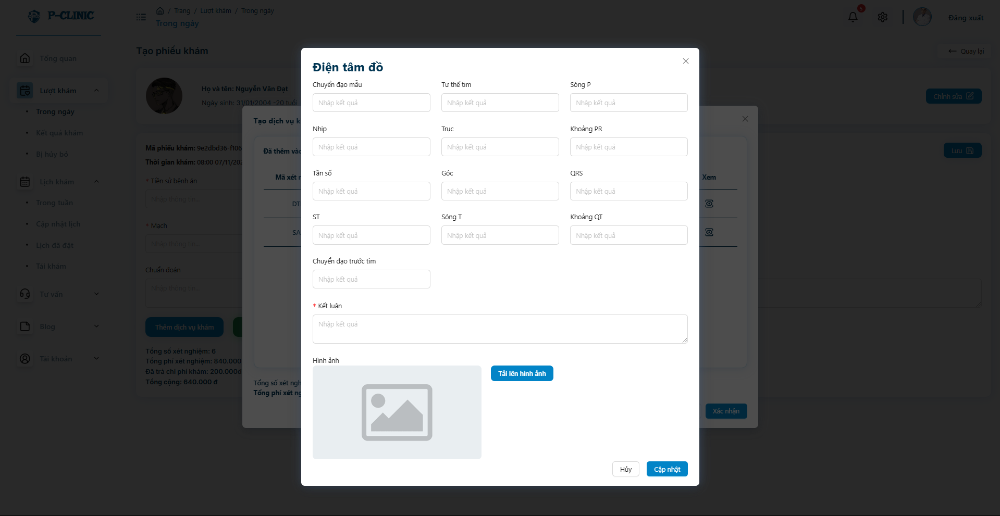 P-CLINIC
/ Trang / Lượt khám / Trong ngày
Trong ngày
5
Đăng xuất
Tổng quan
Lượt khám
Trong ngày
Kết quả khám
Bị hủy bỏ
Lịch khám
Trong tuần
Cập nhật lịch
Lịch đã đặt
Tái khám
Tư vấn
Blog
Tài khoản
Tạo phiếu khám
Quay lại
Họ và tên: Nguyễn Văn Đạt
Ngày sinh: 31/01/2004 -20 tuổi
Chỉnh sửa
Mã phiếu khám: 9e2dbd36-f106
Thời gian khám: 08:00 07/11/202
Lưu
* Tiền sử bệnh án
Nhập thông tin...
* Mạch
Nhập thông tin...
Chuẩn đoán
Nhập thông tin...
Thêm dịch vụ khám
Tổng số xét nghiệm: 6
Tổng phí xét nghiệm: 840.000
Đã trả chi phí khám: 200.000đ
Tổng cộng: 640.000 đ
Tạo dịch vụ
Đã thêm vào
Mã xét
Xem
Tổng số xét
Tổng phí xét
Xác nhận
Điện tâm đồ
Chuyển đạo mẫu
Tư thế tim
Sóng P
Nhập kết quả
Nhập kết quả
Nhập kết quả
Nhịp
Trục
Khoảng PR
Nhập kết quả
Nhập kết quả
Nhập kết quả
Tần số
Góc
QRS
Nhập kết quả
Nhập kết quả
Nhập kết quả
ST
Sóng T
Khoảng QT
Nhập kết quả
Nhập kết quả
Nhập kết quả
Chuyển đạo trước tim
Nhập kết quả
* Kết luận
Nhập kết quả
Hình ảnh
Tải lên hình ảnh
Hủy
Cập nhật